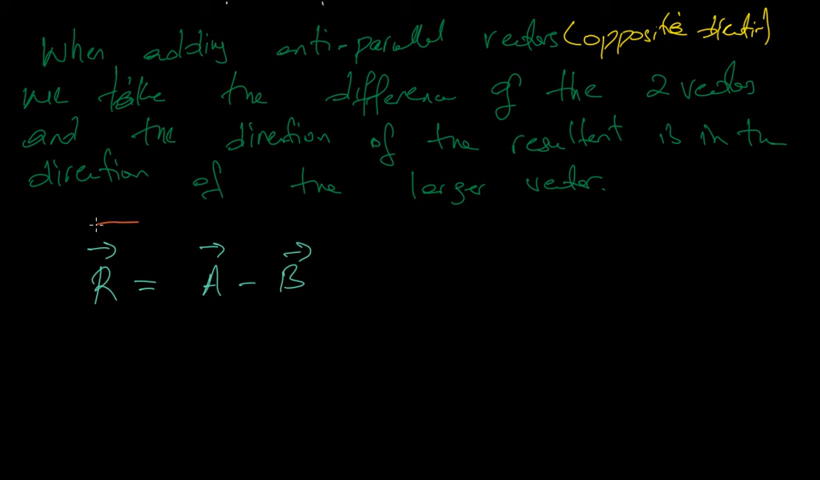 When adding anti-parallel vectors (opposite direction)
we take the difference of the 2 vectors
and the direction of the resultent is in the
direction of the larger vector.
R⃗ = A⃗ - B⃗